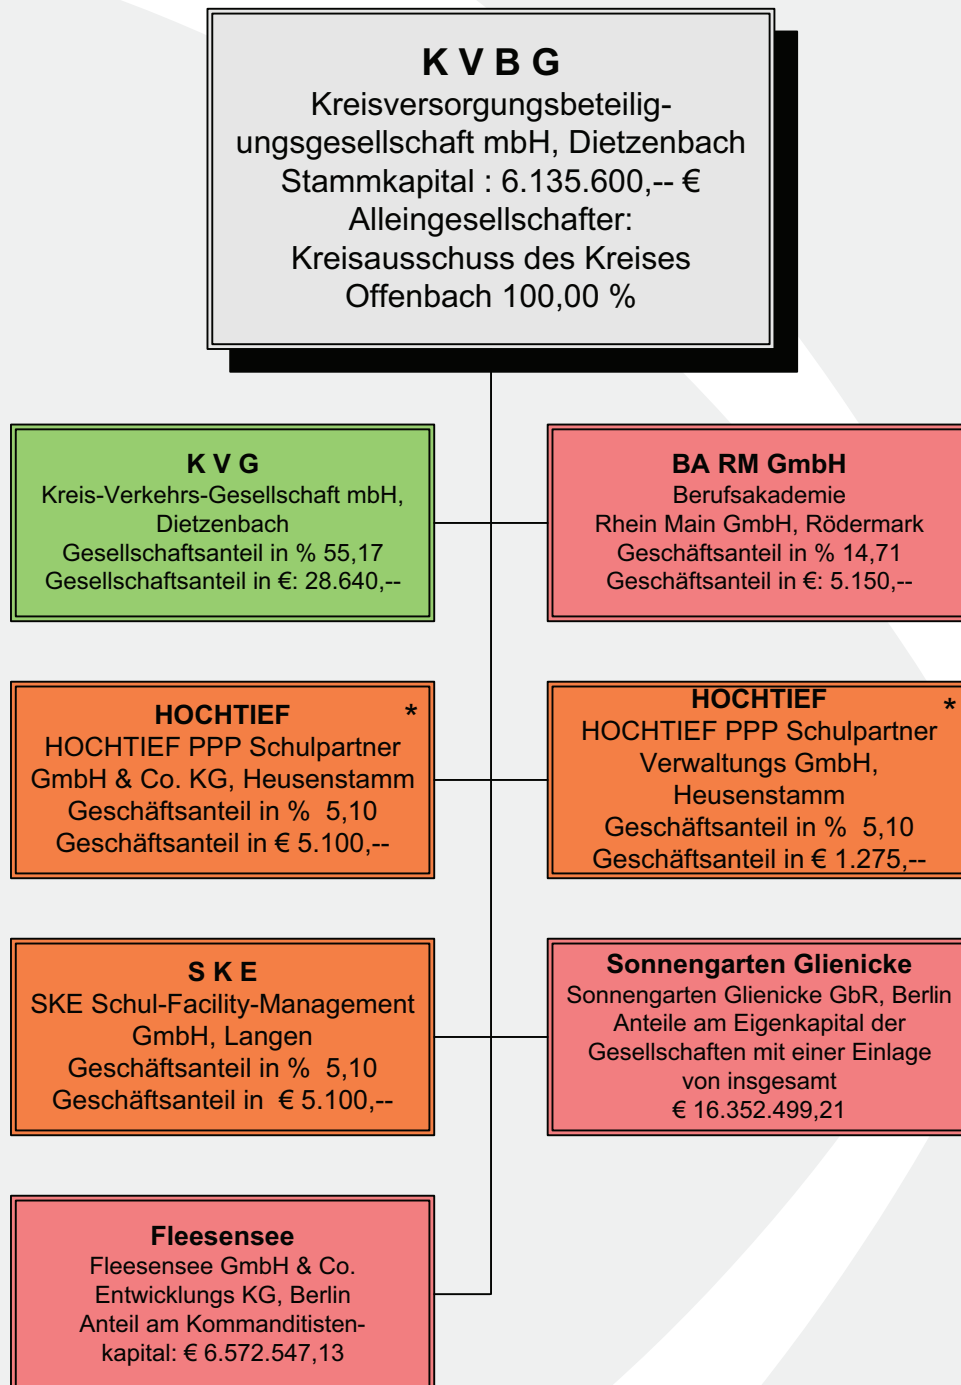 K V B G
Kreisversorgungsbeteilig-
ungsgesellschaft mbH, Dietzenbach
Stammkapital : 6.135.600,-- €
Alleingesellschafter:
Kreisausschuss des Kreises
Offenbach 100,00 %
K V G
Kreis-Verkehrs-Gesellschaft mbH,
Dietzenbach
Gesellschaftsanteil in % 55,17
Gesellschaftsanteil in €: 28.640,--
BA RM GmbH
Berufsakademie
Rhein Main GmbH, Rödermark
Geschäftsanteil in % 14,71
Geschäftsanteil in €: 5.150,--
HOCHTIEF *
HOCHTIEF PPP Schulpartner
GmbH & Co. KG, Heusenstamm
Geschäftsanteil in % 5,10
Geschäftsanteil in € 5.100,--
HOCHTIEF *
HOCHTIEF PPP Schulpartner
Verwaltungs GmbH,
Heusenstamm
Geschäftsanteil in % 5,10
Geschäftsanteil in € 1.275,--
S K E
SKE Schul-Facility-Management
GmbH, Langen
Geschäftsanteil in % 5,10
Geschäftsanteil in € 5.100,--
Sonnengarten Glienicke
Sonnengarten Glienicke GbR, Berlin
Anteile am Eigenkapital der
Gesellschaften mit einer Einlage
von insgesamt
€ 16.352.499,21
Fleesensee
Fleesensee GmbH & Co.
Entwicklungs KG, Berlin
Anteil am Kommanditisten-
kapital: € 6.572.547,13